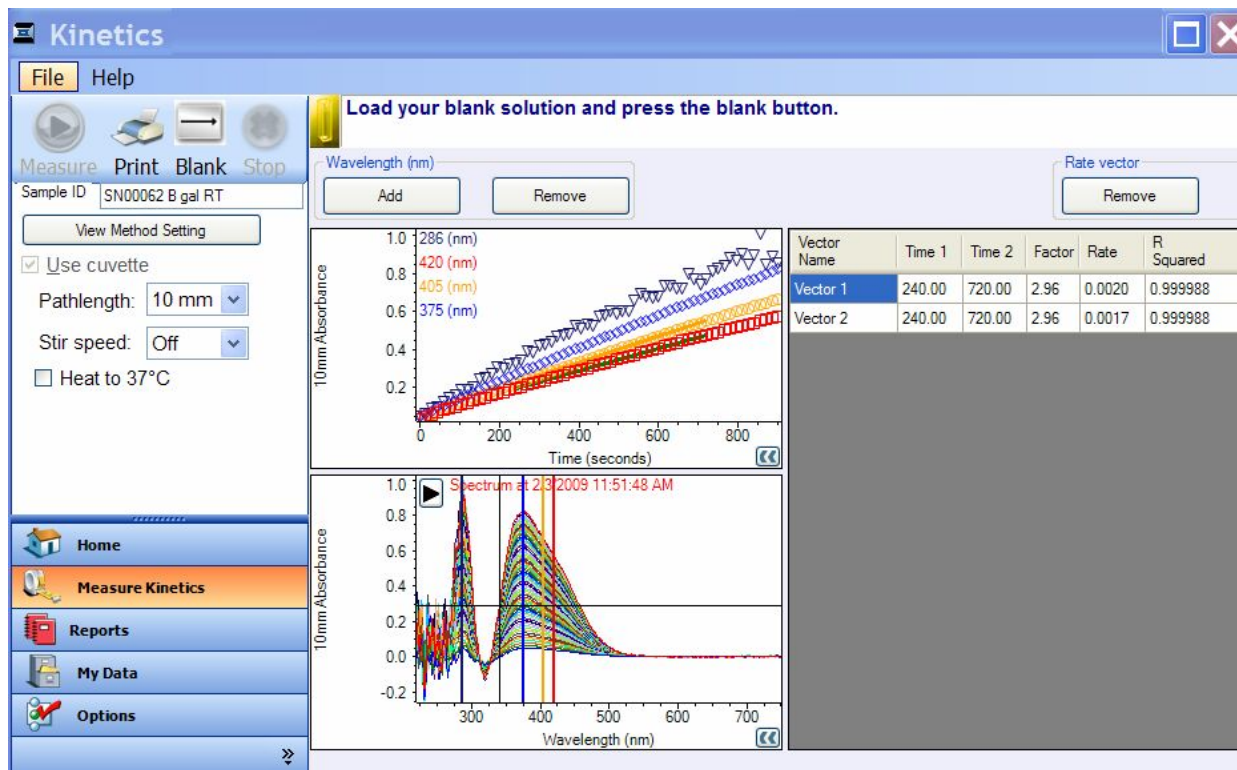 Kinetics
File Help
Measure Print Blank Stop
Load your blank solution and press the blank button.
Sample ID SN00062 B gal RT
View Method Setting
Use cuvette
Pathlength: 10 mm
Stir speed: Off
Heat to 37°C
Home
Measure Kinetics
Reports
My Data
Options
Wavelength (nm)
Add Remove
Rate vector
Remove
10mm Absorbance
1.0
0.8
0.6
0.4
0.2
286 (nm)
420 (nm)
405 (nm)
375 (nm)
0 200 400 600 800
Time (seconds)
Vector Name Time 1 Time 2 Factor Rate R Squared
Vector 1 240.00 720.00 2.96 0.0020 0.999988
Vector 2 240.00 720.00 2.96 0.0017 0.999988
10mm Absorbance
Spectrum at 2/3/2009 11:51:48 AM
1.0
0.8
0.6
0.4
0.2
0.0
-0.2
300 400 500 600 700
Wavelength (nm)